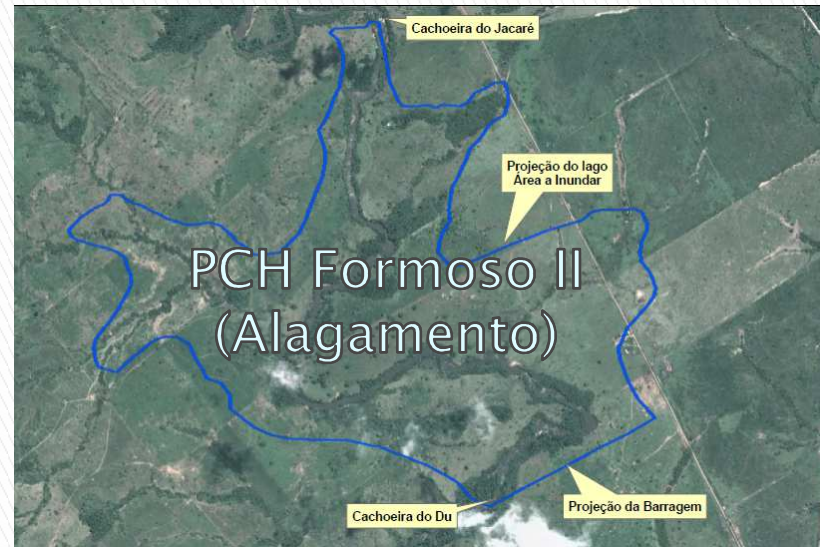 Cachoeira do Jacaré
Projeção do lago
Área a Inundar
PCH Formoso II
(Alagamento)
Cachoeira do Du
Projeção da Barragem